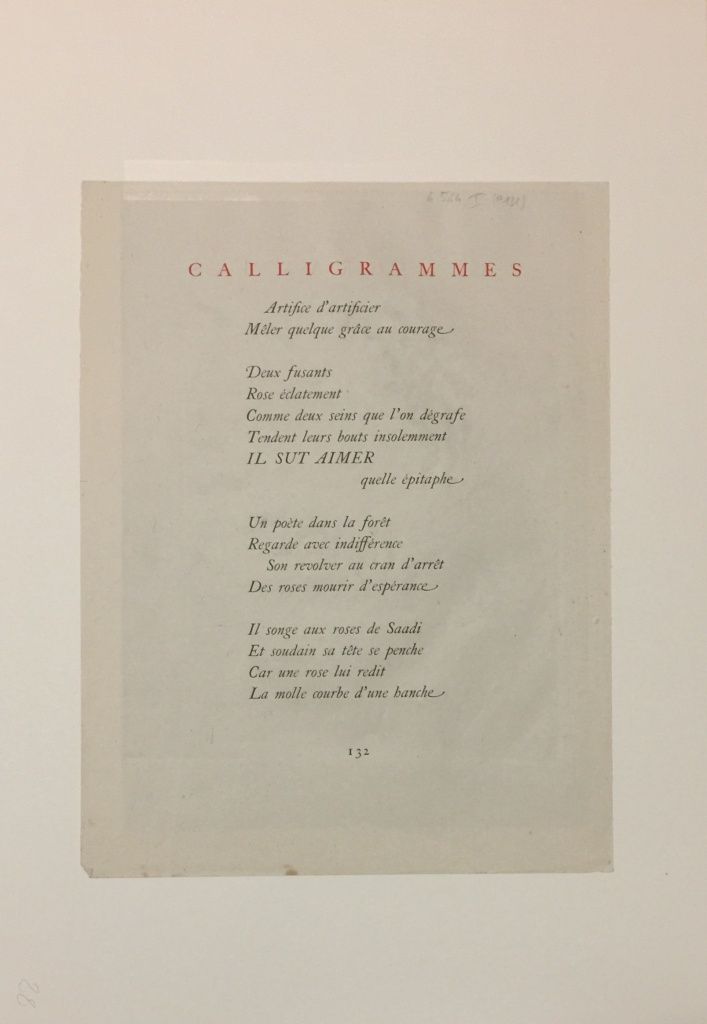 CALLIGRAMMES
Artifice d'artificier
Mêler quelque grâce au courage
Deux fusants
Rose éclatement
Comme deux seins que l'on dégrafe
Tendent leurs bouts insolemment
IL SUT AIMER
quelle épitaphe
Un poète dans la forêt
Regarde avec indifférence
Son revolver au cran d'arrêt
Des roses mourir d'espérance
Il songe aux roses de Saadi
Et soudain sa tête se penche
Car une rose lui redit
La molle courbe d'une hanche
132
28